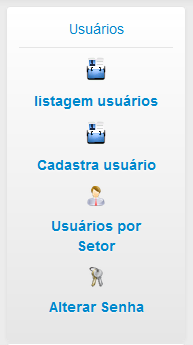 Usuários
listagem usuários
Cadastra usuário
Usuários por
Setor
Alterar Senha